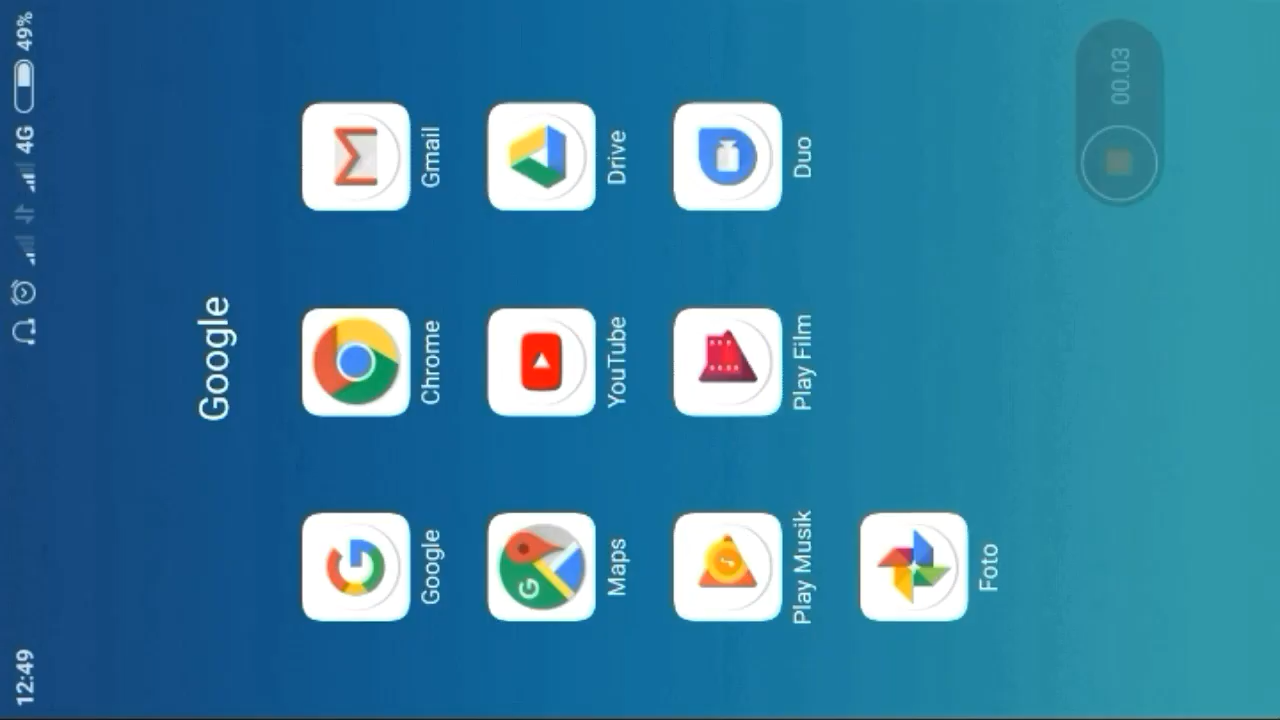 12:49 4G 49%
00.03
Google
Google Chrome Gmail
Maps YouTube Drive
Play Musik Play Film Duo
Foto